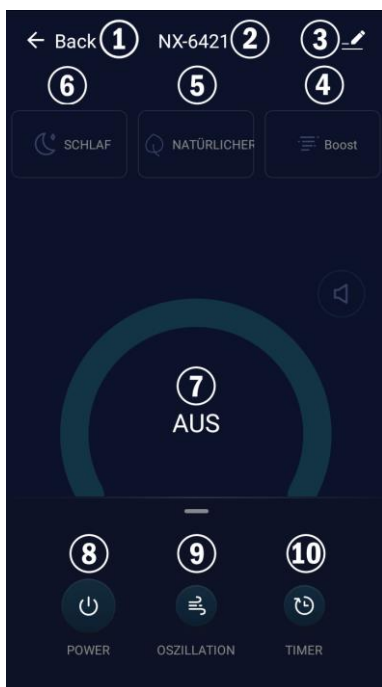 Back ① NX-6421 ② ③
⑥ ⑤ ④
SCHLAF NATÜRLICHER Boost
⑦
AUS
⑧ ⑨ ⑩
POWER OSZILLATION TIMER